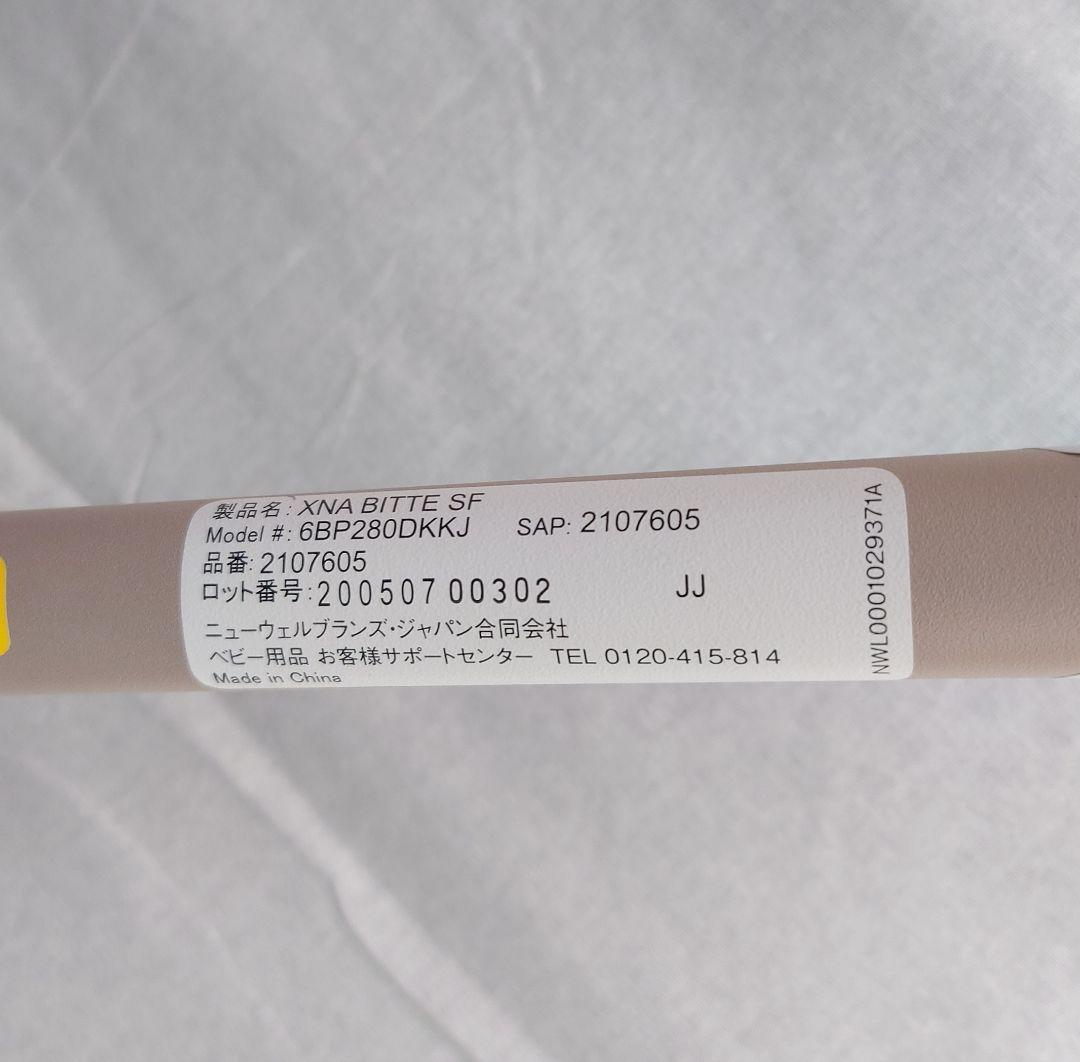 製品名: XNA BITTE SF
Model #: 6BP280DKKJ SAP: 2107605
品番: 2107605
ロット番号: 200507 00302 JJ
ニューウェルブランズ・ジャパン合同会社
ベビー用品 お客様サポートセンター TEL 0120-415-814
Made in China
NWL0001029371A